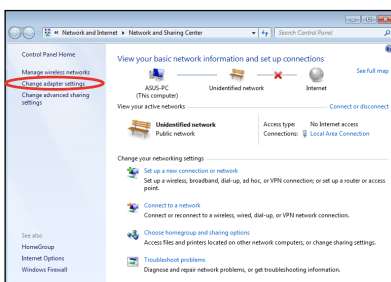 « Network and Internet ▸ Network and Sharing Center
Search Control Panel
Control Panel Home
Manage wireless networks
Change adapter settings
Change advanced sharing
settings
See also
HomeGroup
Internet Options
Windows Firewall
View your basic network information and set up connections
See full map
ASUS-PC
(This computer)
Unidentified network
Internet
View your active networks
Connect or disconnect
Unidentified network
Public network
Access type: No Internet access
Connections: Local Area Connection
Change your networking settings
Set up a new connection or network
Set up a wireless, broadband, dial-up, ad hoc, or VPN connection; or set up a router or access
point.
Connect to a network
Connect or reconnect to a wireless, wired, dial-up, or VPN network connection.
Choose homegroup and sharing options
Access files and printers located on other network computers, or change sharing settings.
Troubleshoot problems
Diagnose and repair network problems, or get troubleshooting information.